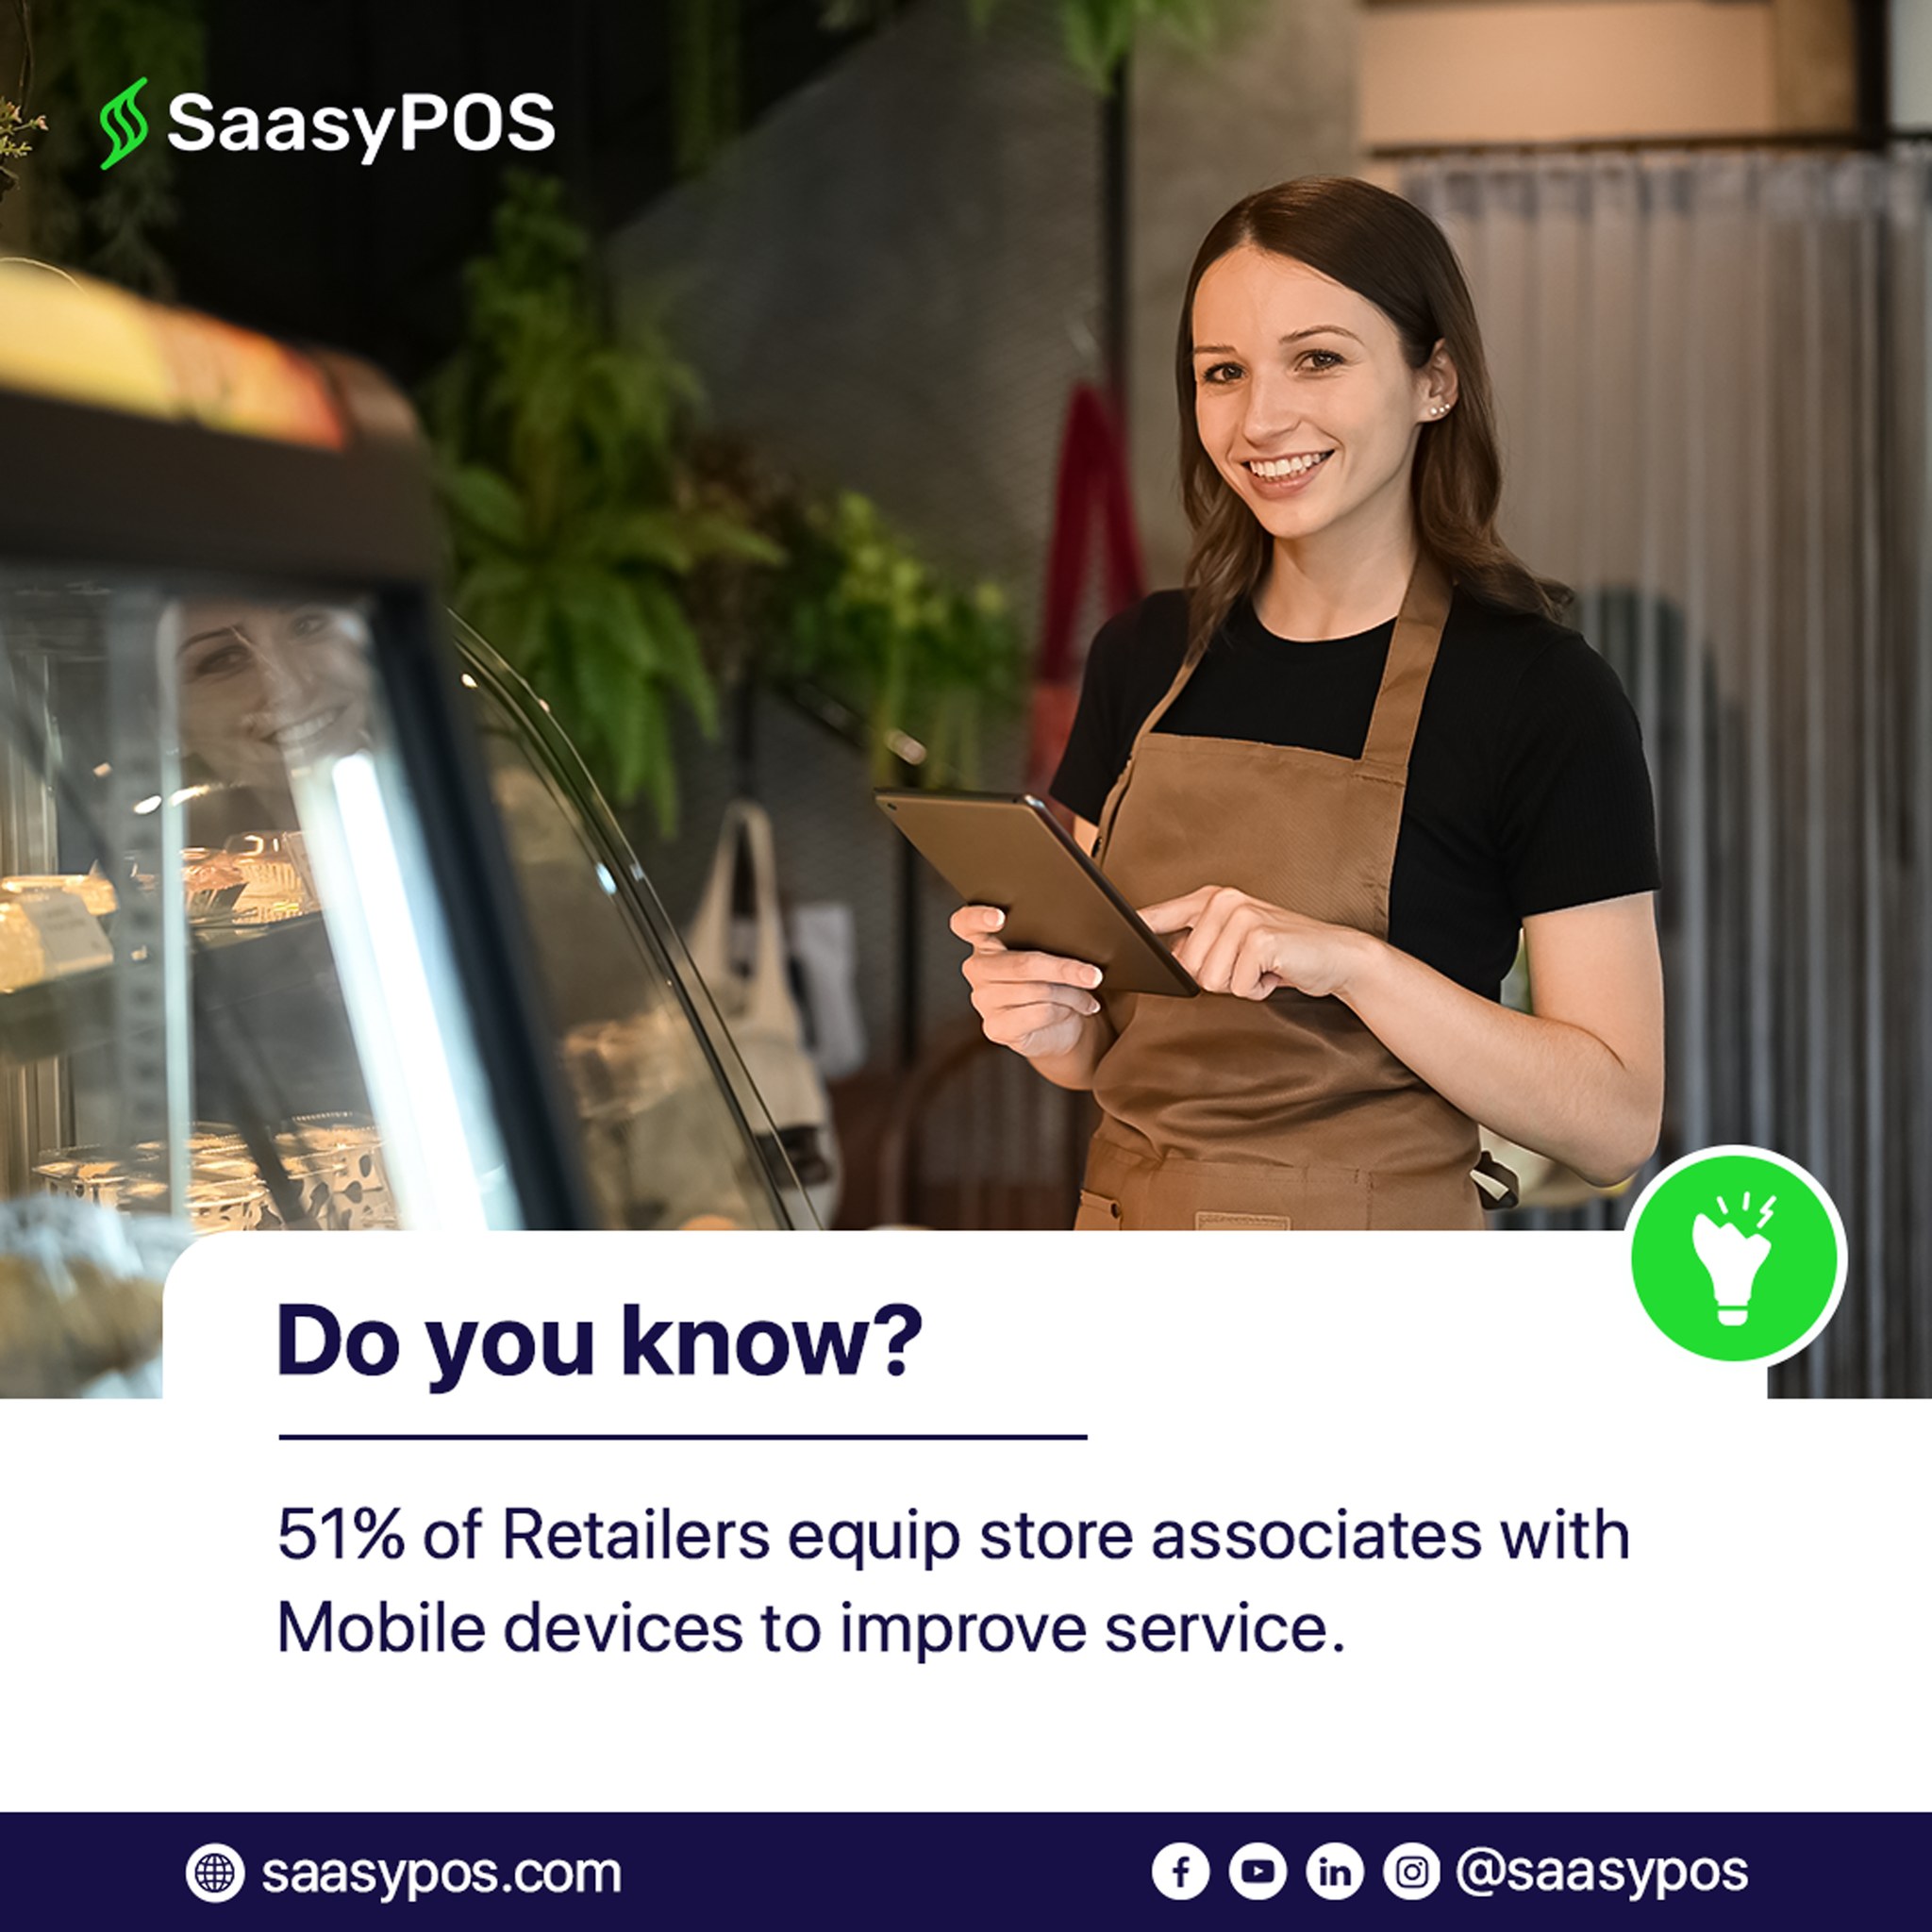 SaasyPOS
Do you know?
51% of Retailers equip store associates with
Mobile devices to improve service.
saasypos.com
@saasypos